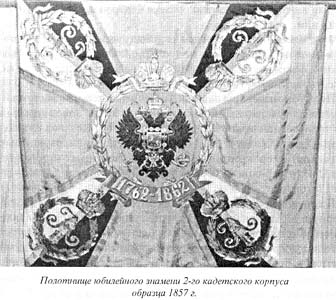 1762-1862
Полотнище юбилейного знамени 2-го кадетского корпуса
образца 1857 г.